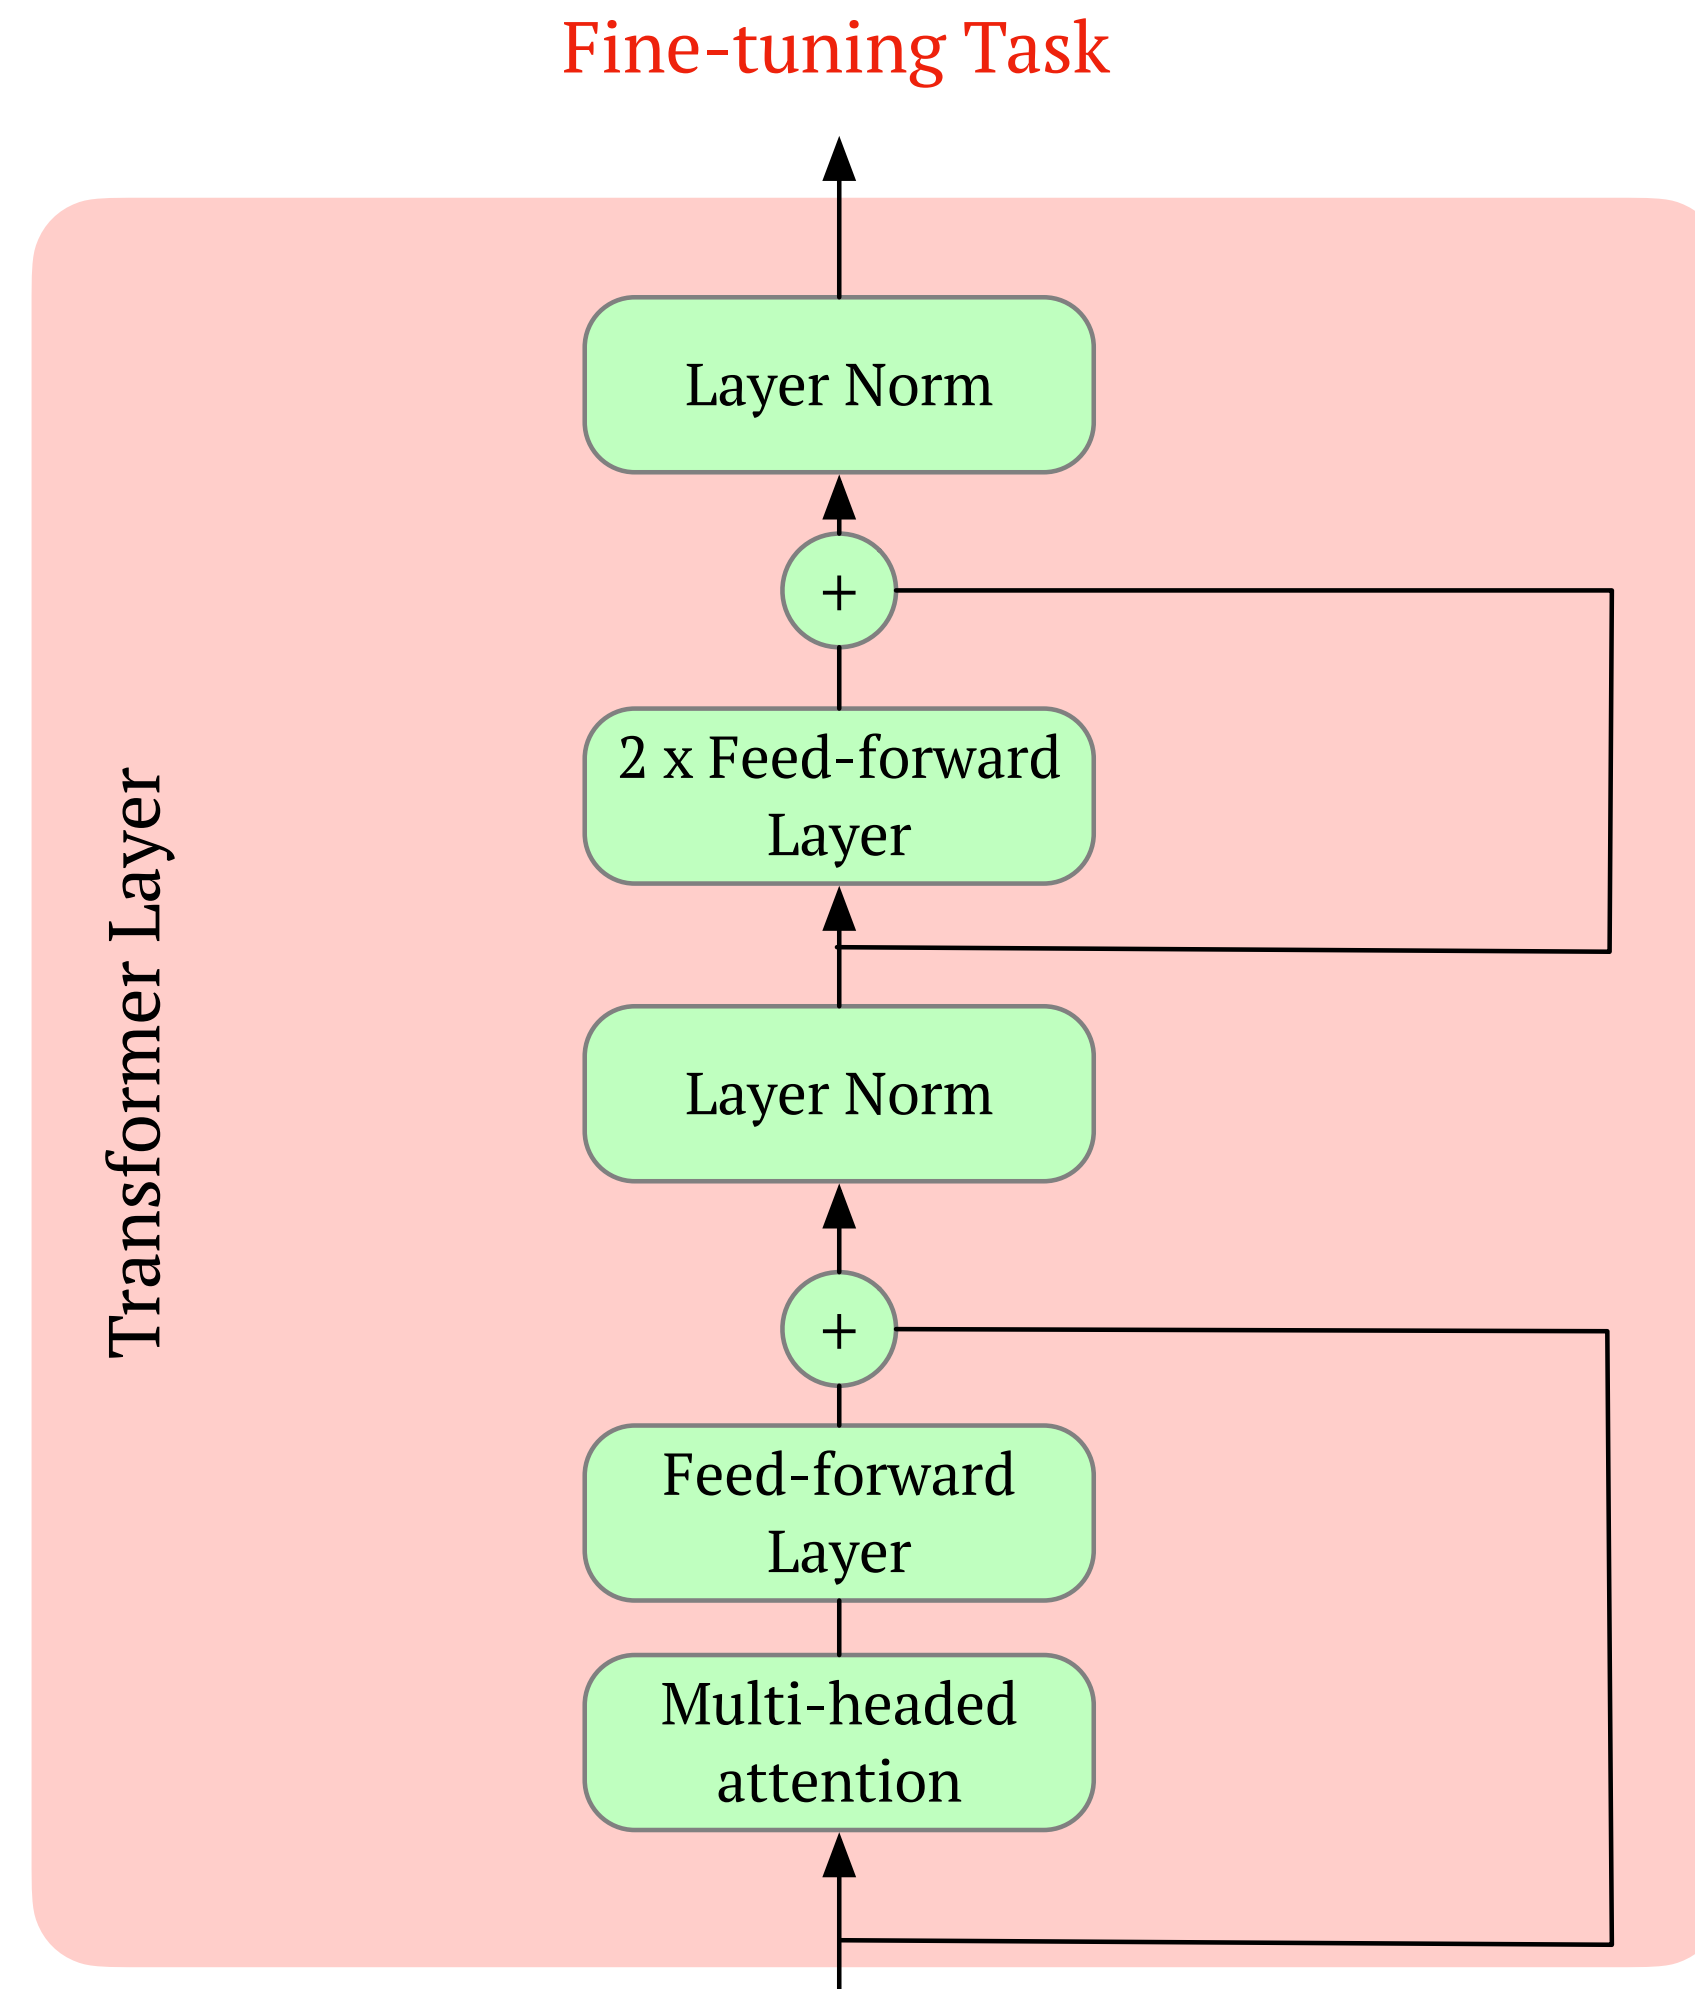 Fine-tuning Task
Layer Norm
+
2 x Feed-forward
Layer
Transformer Layer
Layer Norm
+
Feed-forward
Layer
Multi-headed
attention